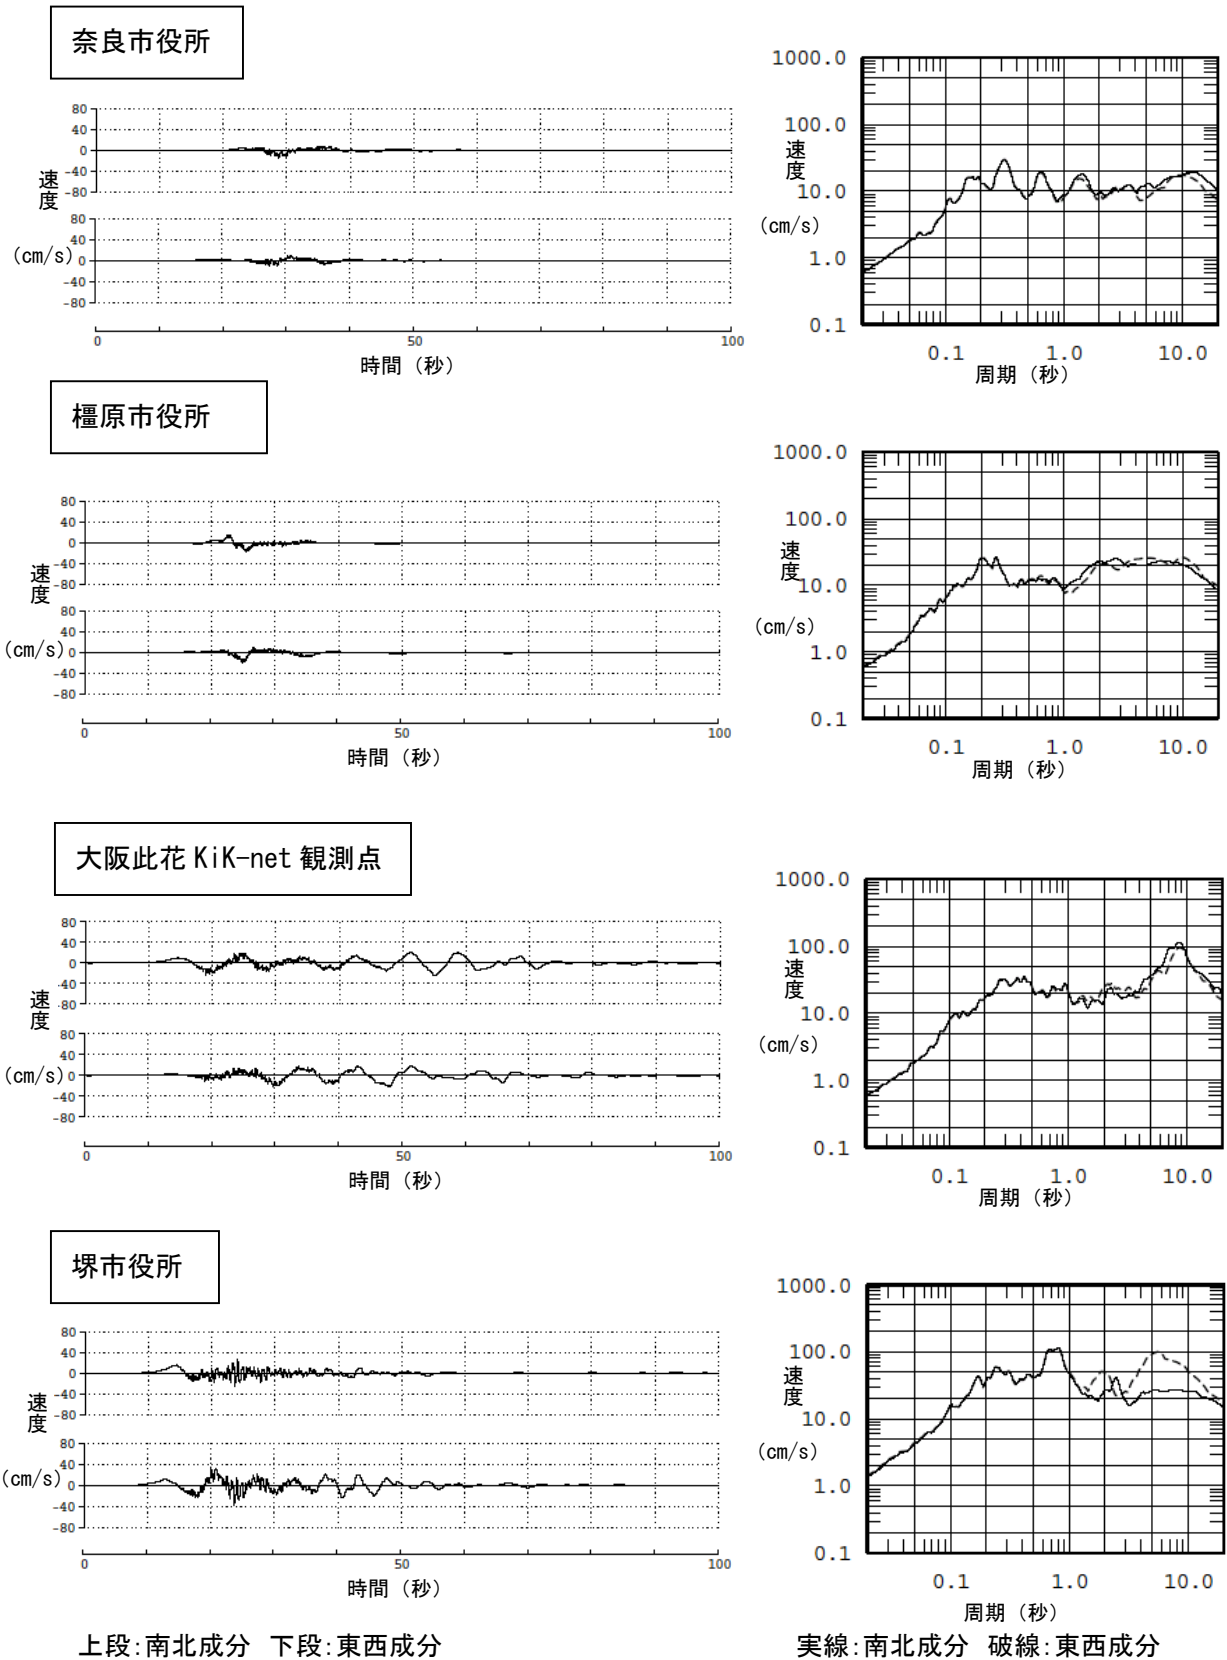 奈良市役所
80
40
0
-40
-80
速度
(cm/s)
80
40
0
-40
-80
0 50 100
時間（秒）
1000.0
100.0
速度
10.0
(cm/s)
1.0
0.1
0.1 1.0 10.0
周期（秒）
橿原市役所
80
40
0
-40
-80
速度
(cm/s)
80
40
0
-40
-80
0 50 100
時間（秒）
1000.0
100.0
速度
10.0
(cm/s)
1.0
0.1
0.1 1.0 10.0
周期（秒）
大阪此花 KiK-net 観測点
80
40
0
-40
-80
速度
(cm/s)
80
40
0
-40
-80
0 50 100
時間（秒）
1000.0
100.0
速度
10.0
(cm/s)
1.0
0.1
0.1 1.0 10.0
周期（秒）
堺市役所
80
40
0
-40
-80
速度
(cm/s)
80
40
0
-40
-80
0 50 100
時間（秒）
1000.0
100.0
速度
10.0
(cm/s)
1.0
0.1
0.1 1.0 10.0
周期（秒）
上段:南北成分 下段:東西成分
実線:南北成分 破線:東西成分